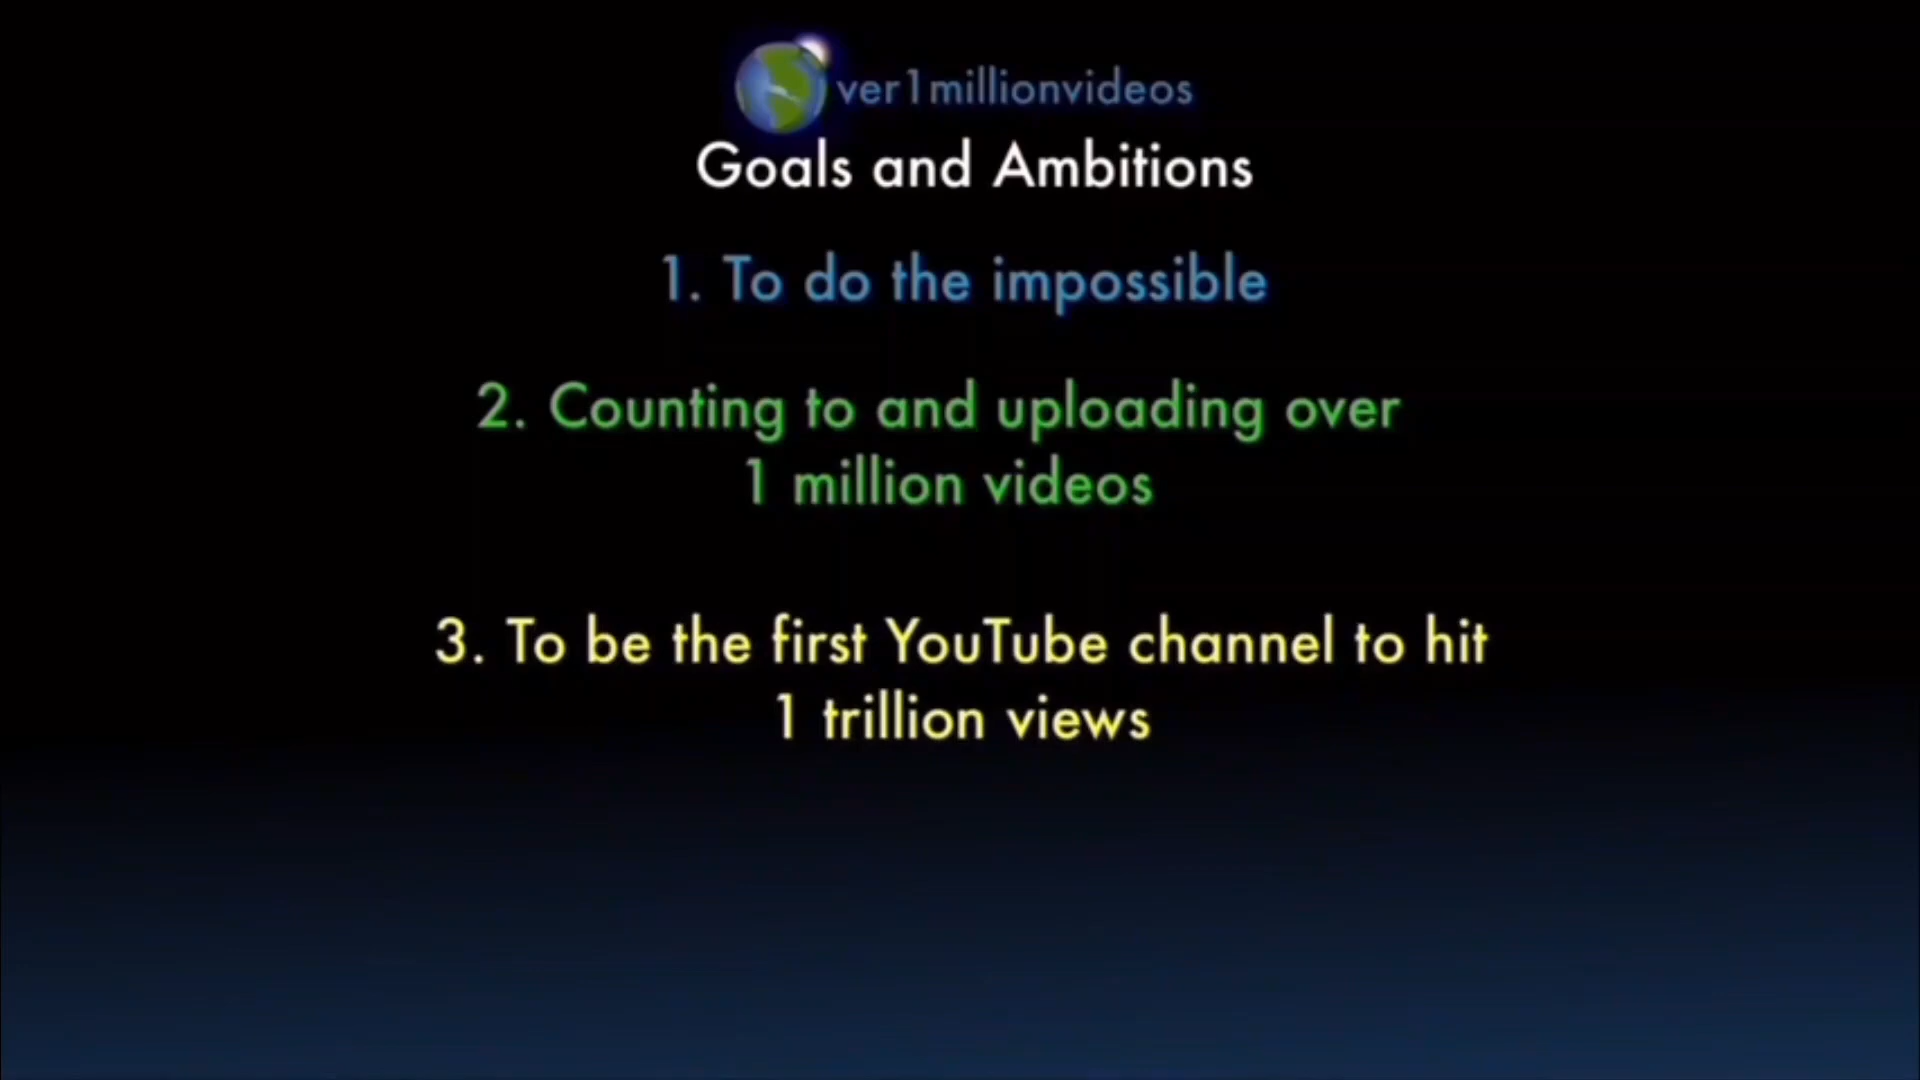 ver1millionvideos
Goals and Ambitions
1. To do the impossible
2. Counting to and uploading over
1 million videos
3. To be the first YouTube channel to hit
1 trillion views